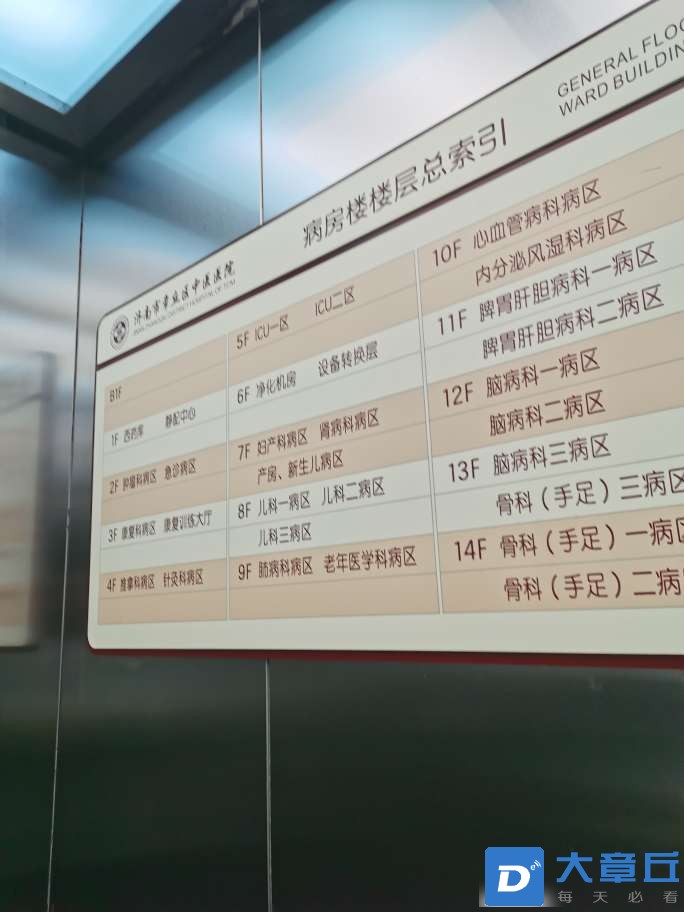 病房楼楼层总索引
GENERAL FLOO
WARD BUILDIN
济南市章丘区中医医院
B1F
1F 西药库 静配中心
2F 肿瘤科病区 急诊病区
3F 康复科病区 康复训练大厅
4F 推拿科病区 针灸科病区
5F ICU一区 ICU二区
6F 净化机房 设备转换层
7F 妇产科病区 肾病科病区
产房、新生儿病区
8F 儿科一病区 儿科二病区
儿科三病区
9F 肺病科病区 老年医学科病区
10F 心血管病科病区
内分泌风湿科病区
11F 脾胃肝胆病科一病区
脾胃肝胆病科二病区
12F 脑病科一病区
脑病科二病区
13F 脑病科三病区
骨科（手足）三病区
14F 骨科（手足）一病区
骨科（手足）二病
大章丘
每天必看